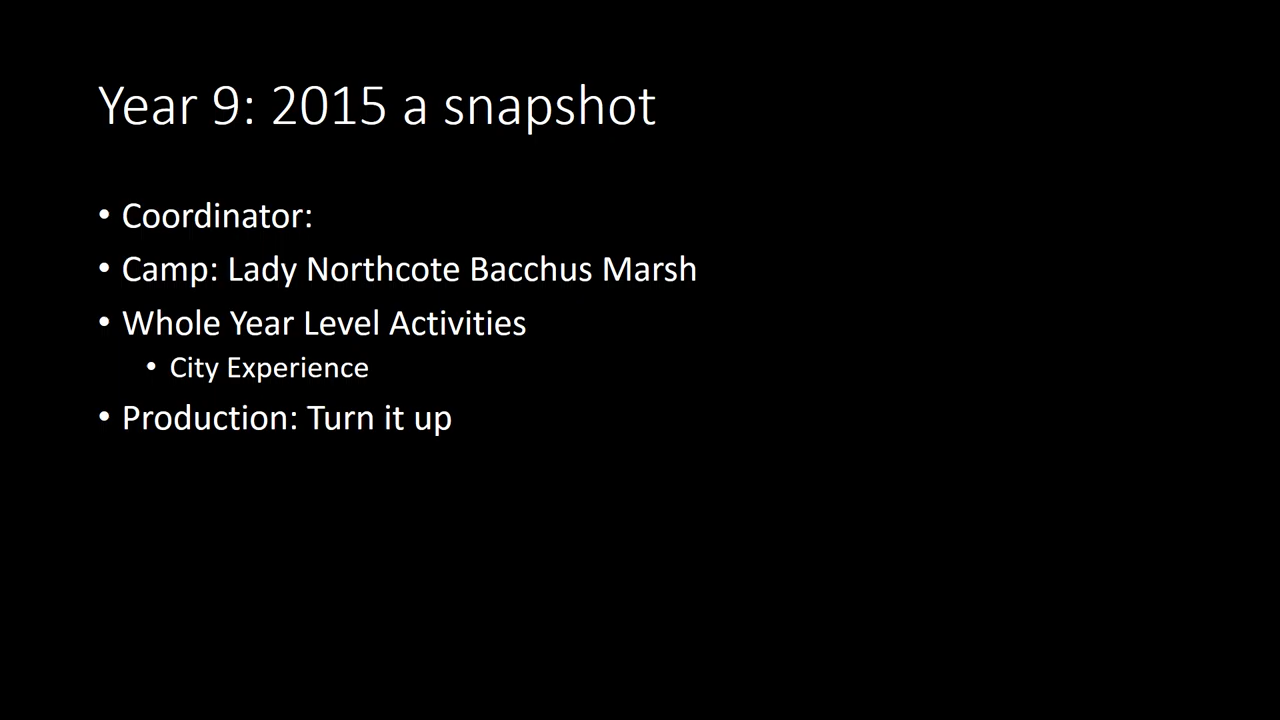 Year 9: 2015 a snapshot
• Coordinator:
• Camp: Lady Northcote Bacchus Marsh
• Whole Year Level Activities
• City Experience
• Production: Turn it up